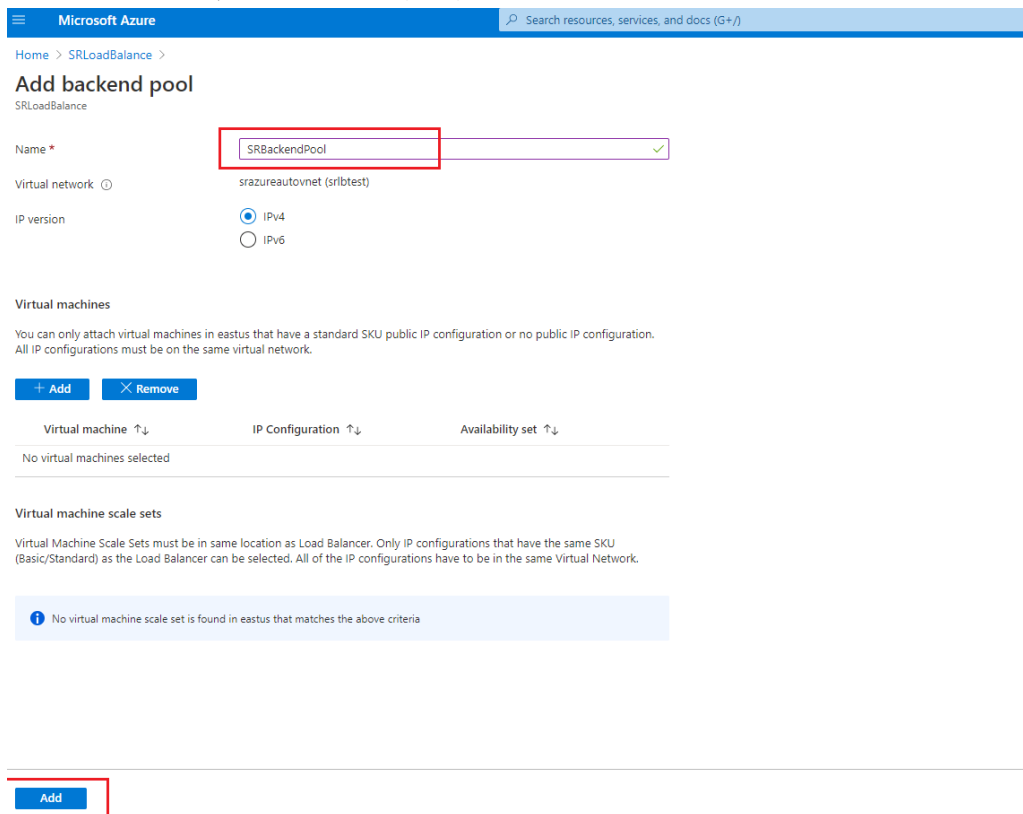 Microsoft Azure
Search resources, services, and docs (G+/)
Home > SRLoadBalance >
Add backend pool
SRLoadBalance
Name *
SRBackendPool
Virtual network
srazureautovnet (srlbtest)
IP version
IPv4
IPv6
Virtual machines
You can only attach virtual machines in eastus that have a standard SKU public IP configuration or no public IP configuration.
All IP configurations must be on the same virtual network.
+ Add
Remove
Virtual machine ↑↓ IP Configuration ↑↓ Availability set ↑↓
No virtual machines selected
Virtual machine scale sets
Virtual Machine Scale Sets must be in same location as Load Balancer. Only IP configurations that have the same SKU
(Basic/Standard) as the Load Balancer can be selected. All of the IP configurations have to be in the same Virtual Network.
No virtual machine scale set is found in eastus that matches the above criteria
Add